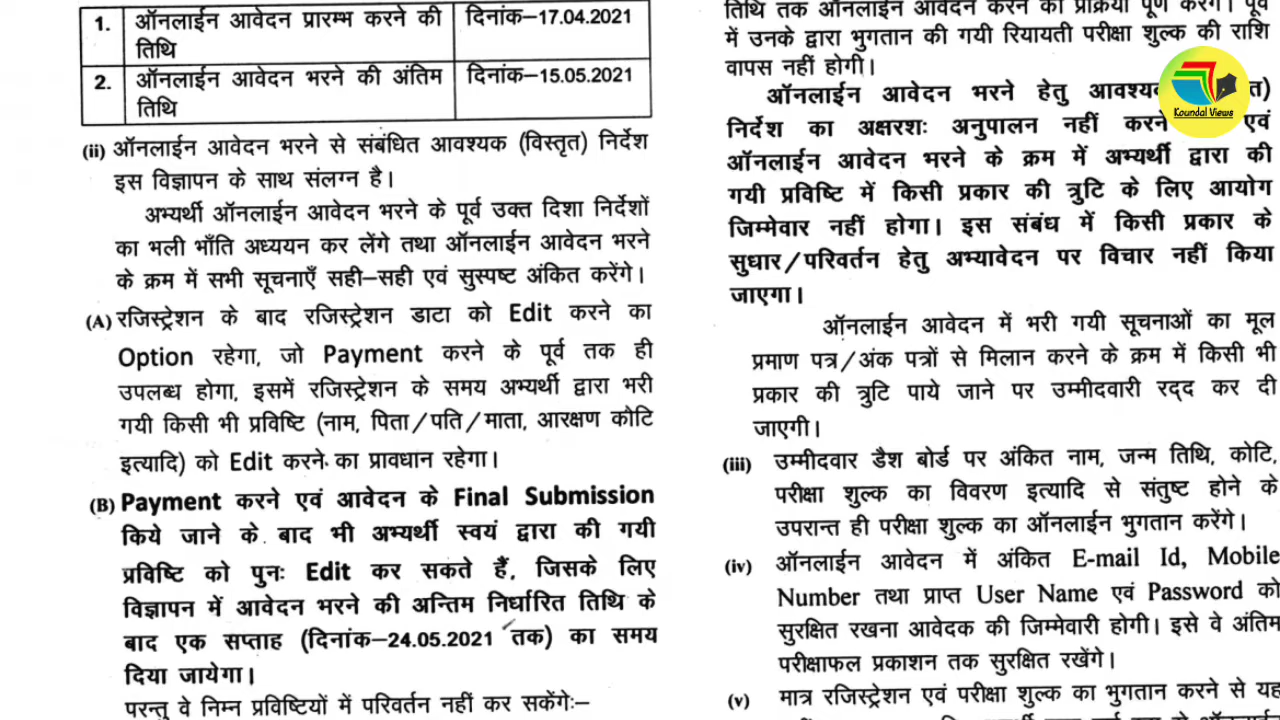 1. ऑनलाईन आवेदन प्रारम्भ करने की तिथि दिनांक–17.04.2021
2. ऑनलाईन आवेदन भरने की अंतिम तिथि दिनांक–15.05.2021
(ii) ऑनलाईन आवेदन भरने से संबंधित आवश्यक (विस्तृत) निर्देश
इस विज्ञापन के साथ संलग्न है।
अभ्यर्थी ऑनलाईन आवेदन भरने के पूर्व उक्त दिशा निर्देशों
का भली भाँति अध्ययन कर लेंगे तथा ऑनलाईन आवेदन भरने
के क्रम में सभी सूचनाएँ सही–सही एवं सुस्पष्ट अंकित करेंगे।
(A) रजिस्ट्रेशन के बाद रजिस्ट्रेशन डाटा को Edit करने का
Option रहेगा, जो Payment करने के पूर्व तक ही
उपलब्ध होगा, इसमें रजिस्ट्रेशन के समय अभ्यर्थी द्वारा भरी
गयी किसी भी प्रविष्टि (नाम, पिता/पति/माता, आरक्षण कोटि
इत्यादि) को Edit करने का प्रावधान रहेगा।
(B) Payment करने एवं आवेदन के Final Submission
किये जाने के बाद भी अभ्यर्थी स्वयं द्वारा की गयी
प्रविष्टि को पुनः Edit कर सकते हैं, जिसके लिए
विज्ञापन में आवेदन भरने की अन्तिम निर्धारित तिथि के
बाद एक सप्ताह (दिनांक–24.05.2021 तक) का समय
दिया जायेगा।
परन्तु वे निम्न प्रविष्टियों में परिवर्तन नहीं कर सकेंगेः–
तिथि तक ऑनलाईन आवेदन करने की प्रक्रिया पूर्ण करेंगे। पूर्व
में उनके द्वारा भुगतान की गयी रियायती परीक्षा शुल्क की राशि
वापस नहीं होगी।
ऑनलाईन आवेदन भरने हेतु
निर्देश का अक्षरशः अनुपालन नहीं करने एवं
ऑनलाईन आवेदन भरने के क्रम में अभ्यर्थी द्वारा की
गयी प्रविष्टि में किसी प्रकार की त्रुटि के लिए आयोग
जिम्मेवार नहीं होगा। इस संबंध में किसी प्रकार के
सुधार/परिवर्तन हेतु अभ्यावेदन पर विचार नहीं किया
जाएगा।
ऑनलाईन आवेदन में भरी गयी सूचनाओं का मूल
प्रमाण पत्र/अंक पत्रों से मिलान करने के क्रम में किसी भी
प्रकार की त्रुटि पाये जाने पर उम्मीदवारी रद्द कर दी
जाएगी।
(iii) उम्मीदवार डैश बोर्ड पर अंकित नाम, जन्म तिथि, कोटि,
परीक्षा शुल्क का विवरण इत्यादि से संतुष्ट होने के
उपरान्त ही परीक्षा शुल्क का ऑनलाईन भुगतान करेंगे।
(iv) ऑनलाईन आवेदन में अंकित E-mail Id, Mobile
Number तथा प्राप्त User Name एवं Password को
सुरक्षित रखना आवेदक की जिम्मेवारी होगी। इसे वे अंतिम
परीक्षाफल प्रकाशन तक सुरक्षित रखेंगे।
(v) मात्र रजिस्ट्रेशन एवं परीक्षा शुल्क का भुगतान करने से यह
Koundal Views